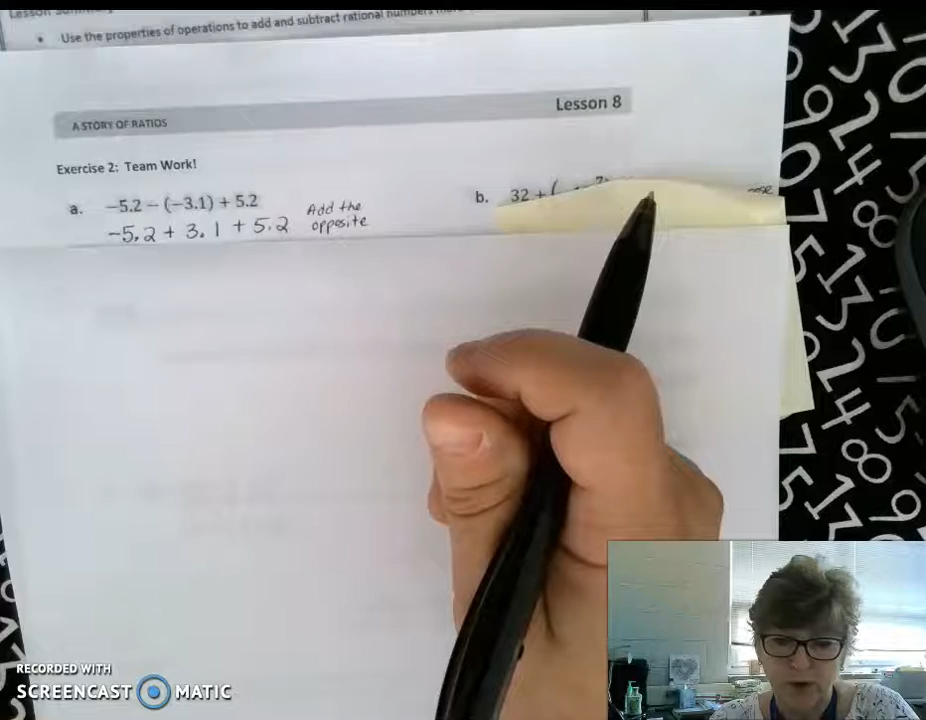 Lesson Summary
• Use the properties of operations to add and subtract rational numbers
A STORY OF RATIOS
Lesson 8
Exercise 2: Team Work!
a. −5.2 − (−3.1) + 5.2
−5.2 + 3.1 + 5.2
Add the
opposite
b. 32 + (
RECORDED WITH
SCREENCAST MATIC